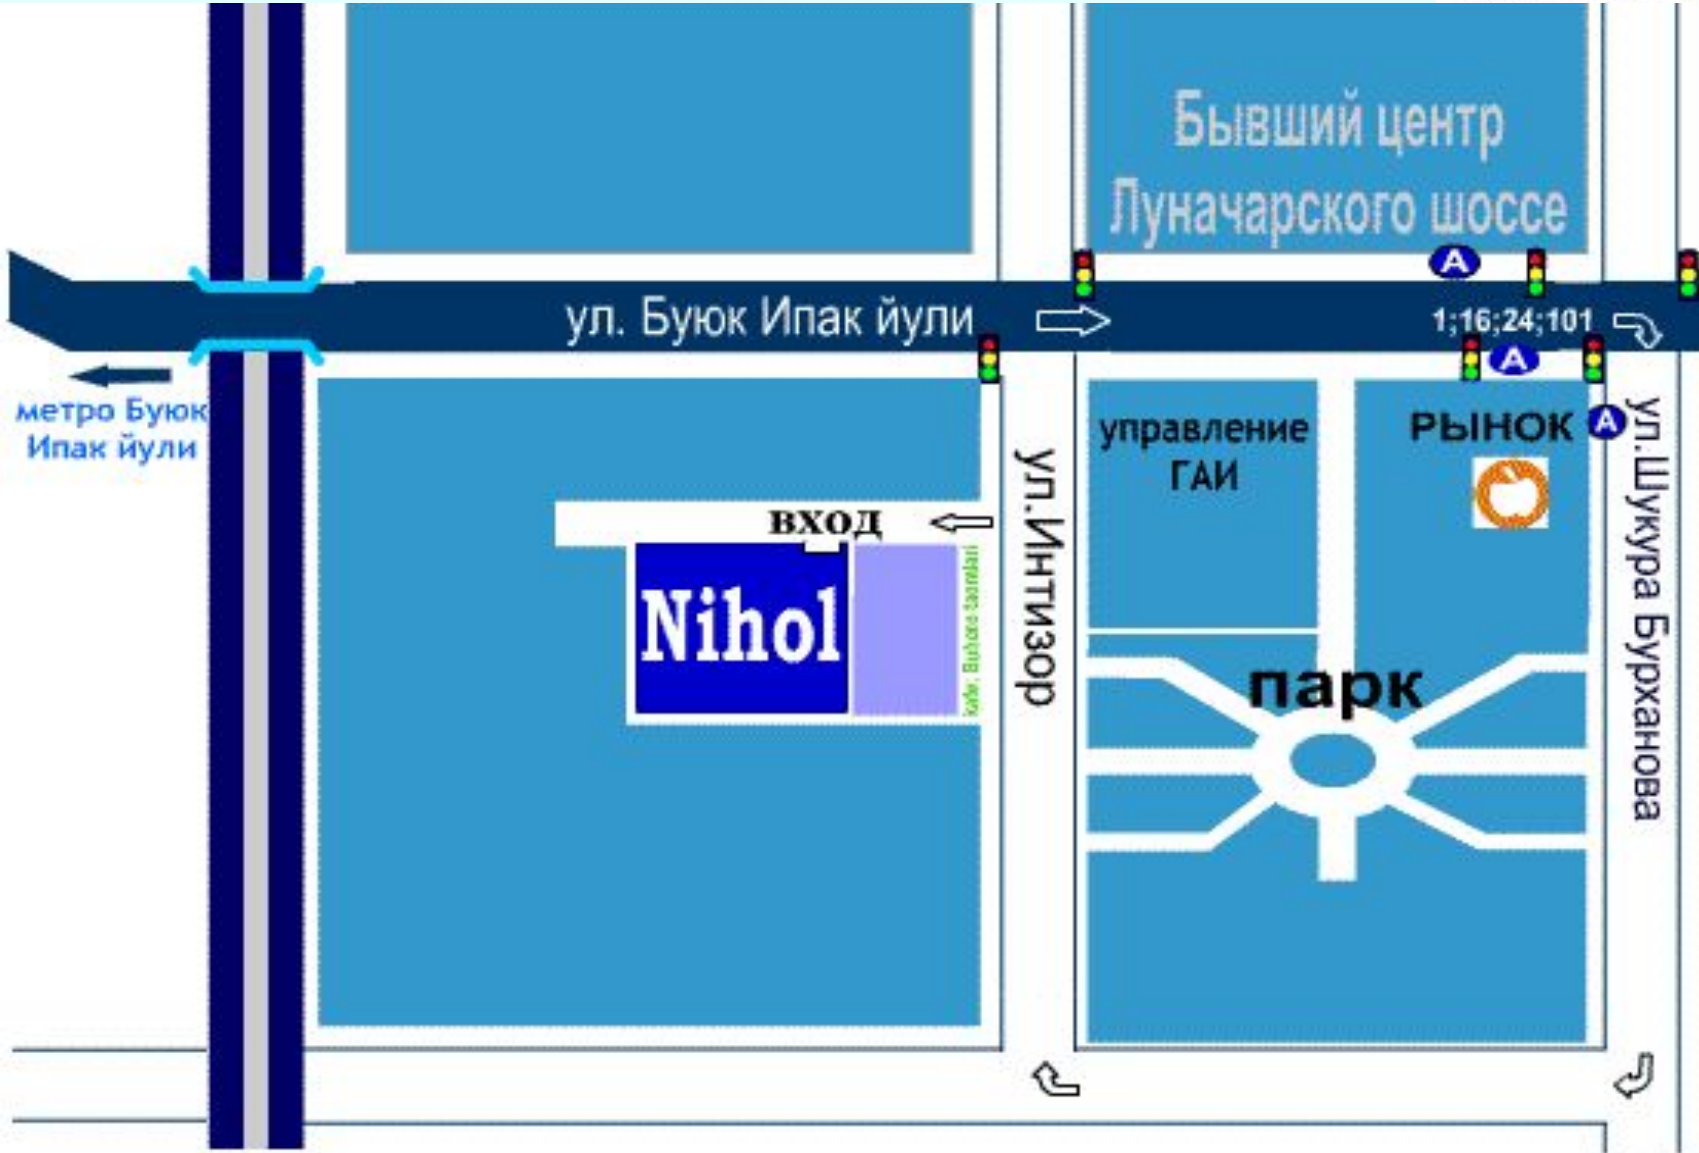 Бывший центр
Луначарского шоссе
А
ул. Буюк Ипак йули
1;16;24;101
А
метро Буюк
Ипак йули
управление
ГАИ
РЫНОК
А
ул.Шукура Бурханова
ул.Интизор
вход
Nihol
парк